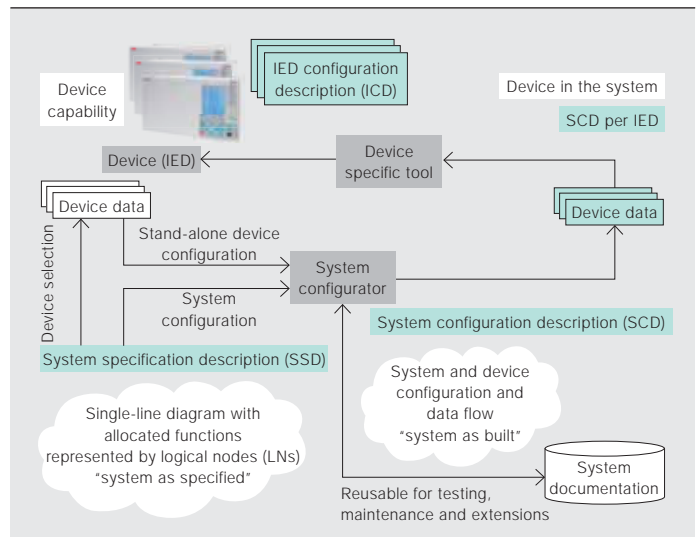 Device
capability
IED configuration
description (ICD)
Device in the system
SCD per IED
Device (IED)
Device
specific tool
Device data
Device data
Device selection
Stand-alone device
configuration
System
configurator
System
configuration
System configuration description (SCD)
System specification description (SSD)
System and device
configuration and
data flow
“system as built”
Single-line diagram with
allocated functions
represented by logical nodes (LNs)
“system as specified”
System
documentation
Reusable for testing,
maintenance and extensions